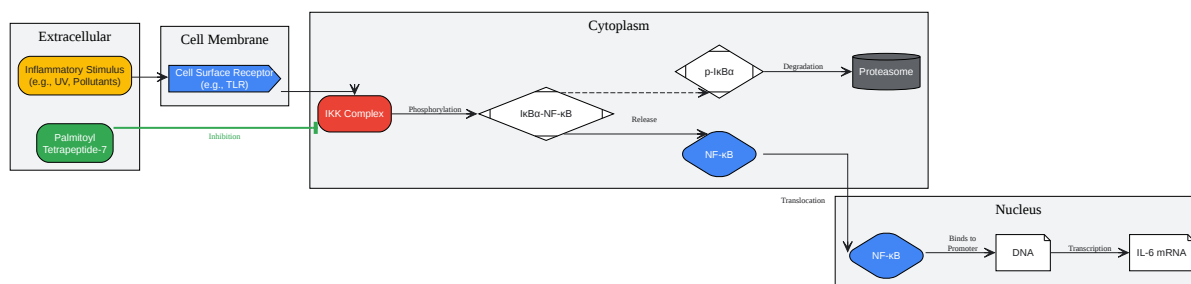 Extracellular
Inflammatory Stimulus
(e.g., UV, Pollutants)
Palmitoyl
Tetrapeptide-7
Inhibition
Cell Membrane
Cell Surface Receptor
(e.g., TLR)
Cytoplasm
IKK Complex
Phosphorylation
IκBα-NF-κB
p-IκBα
Degradation
Proteasome
Release
NF-κB
Translocation
Nucleus
NF-κB
Binds to
Promoter
DNA
Transcription
IL-6 mRNA